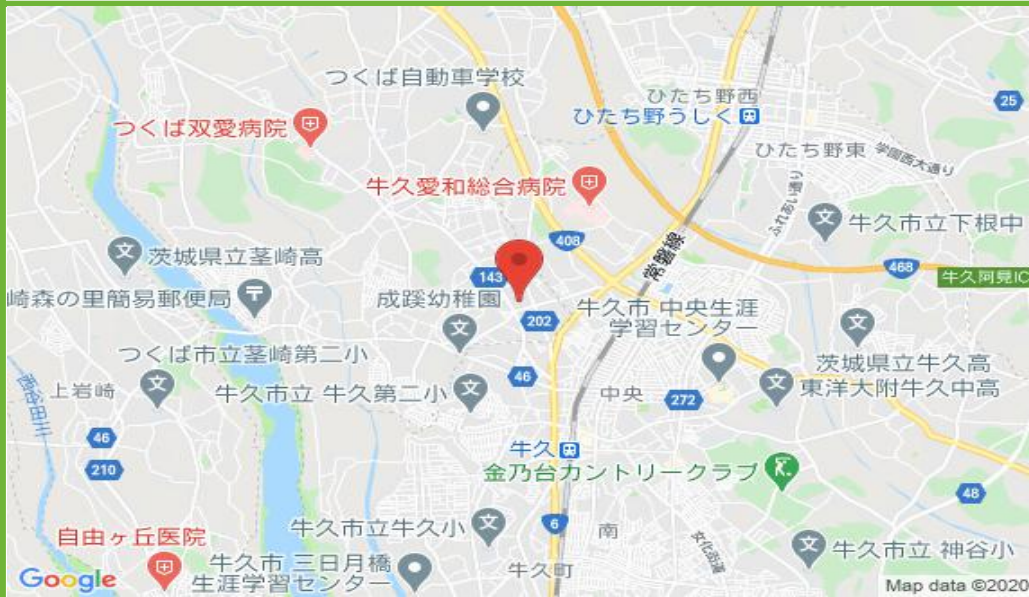 つくば自動車学校
ひたち野西
25
ひたち野うしく
つくば双愛病院
ひたち野東
学園西大通り
牛久愛和総合病院
ふれあい通り
牛久市立下根中
408
常磐線
茨城県立茎崎高
468
143
牛久阿見IC
崎森の里簡易郵便局
成蹊幼稚園
202
牛久市 中央生涯
学習センター
つくば市立茎崎第二小
46
茨城県立牛久高
上岩崎
牛久市立 牛久第二小
中央
272
東洋大附牛久中高
46
210
牛久
金乃台カントリークラブ
48
自由ヶ丘医院
牛久市立牛久小
6
南
女化街道
牛久市立 神谷小
牛久市 三日月橋
生涯学習センター
牛久町
Google
Map data ©2020